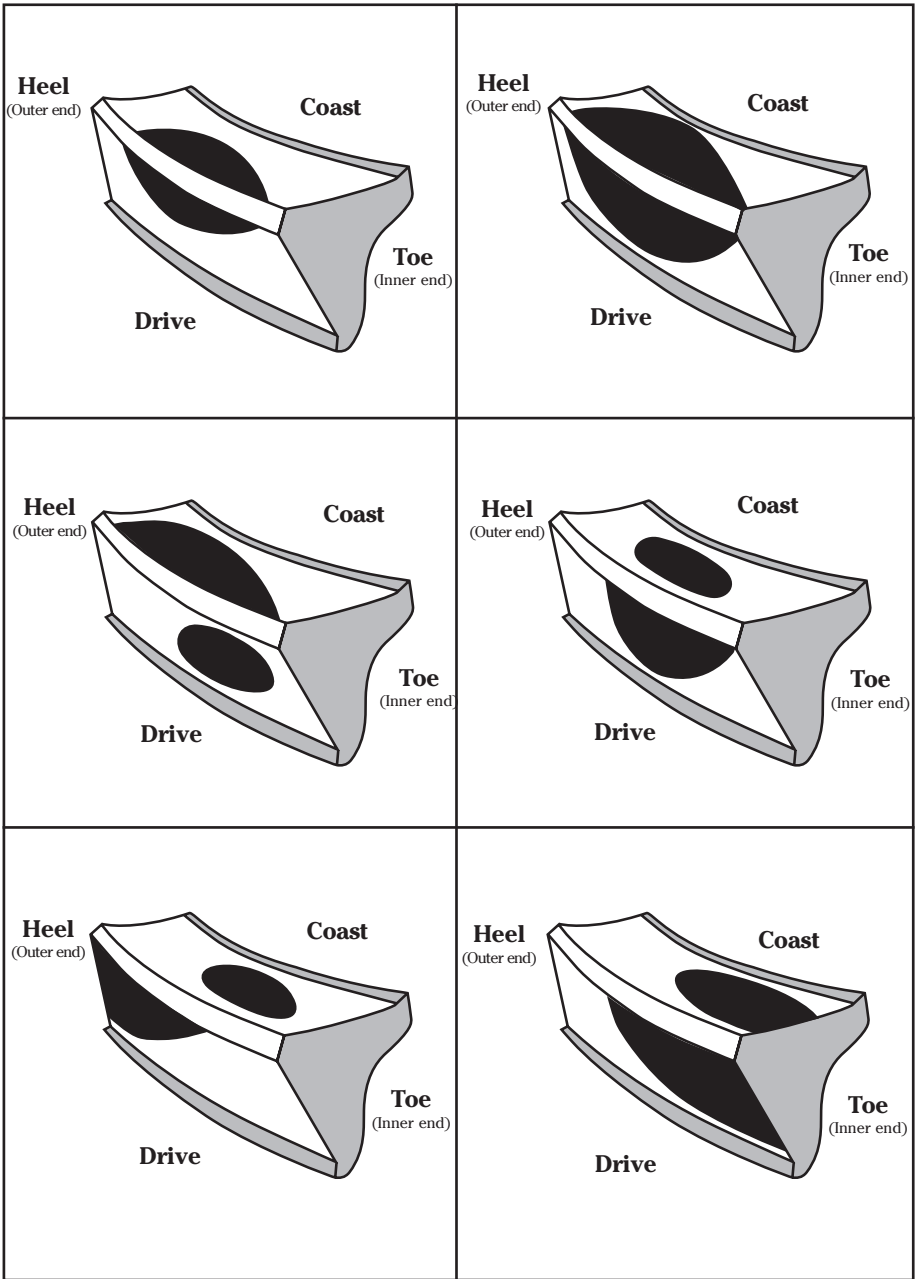 Heel
(Outer end)
Coast
Toe
(Inner end)
Drive
Heel
(Outer end)
Coast
Toe
(Inner end)
Drive
Heel
(Outer end)
Coast
Toe
(Inner end)
Drive
Heel
(Outer end)
Coast
Toe
(Inner end)
Drive
Heel
(Outer end)
Coast
Toe
(Inner end)
Drive
Heel
(Outer end)
Coast
Toe
(Inner end)
Drive